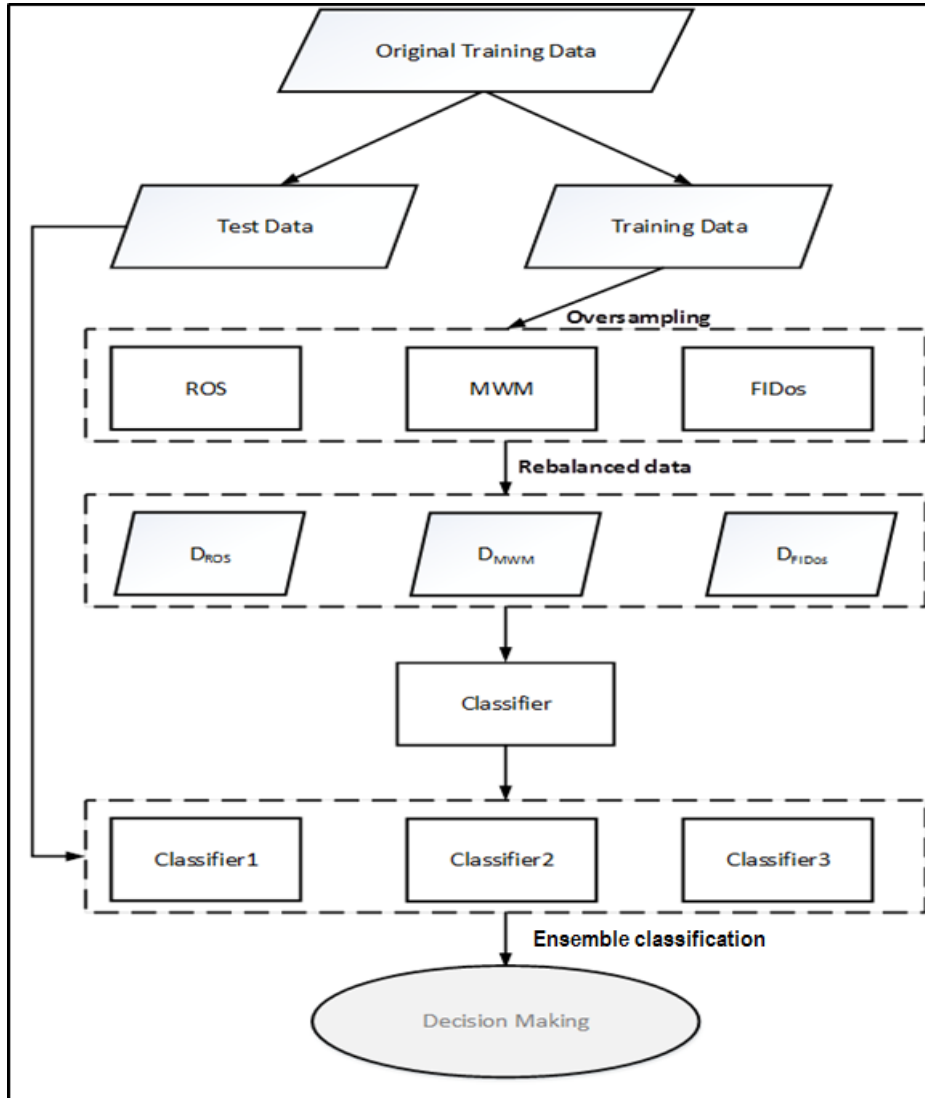 Original Training Data
Test Data
Training Data
Oversampling
ROS
MWM
FIDos
Rebalanced data
DROS
DMWM
DFIDos
Classifier
Classifier1
Classifier2
Classifier3
Ensemble classification
Decision Making